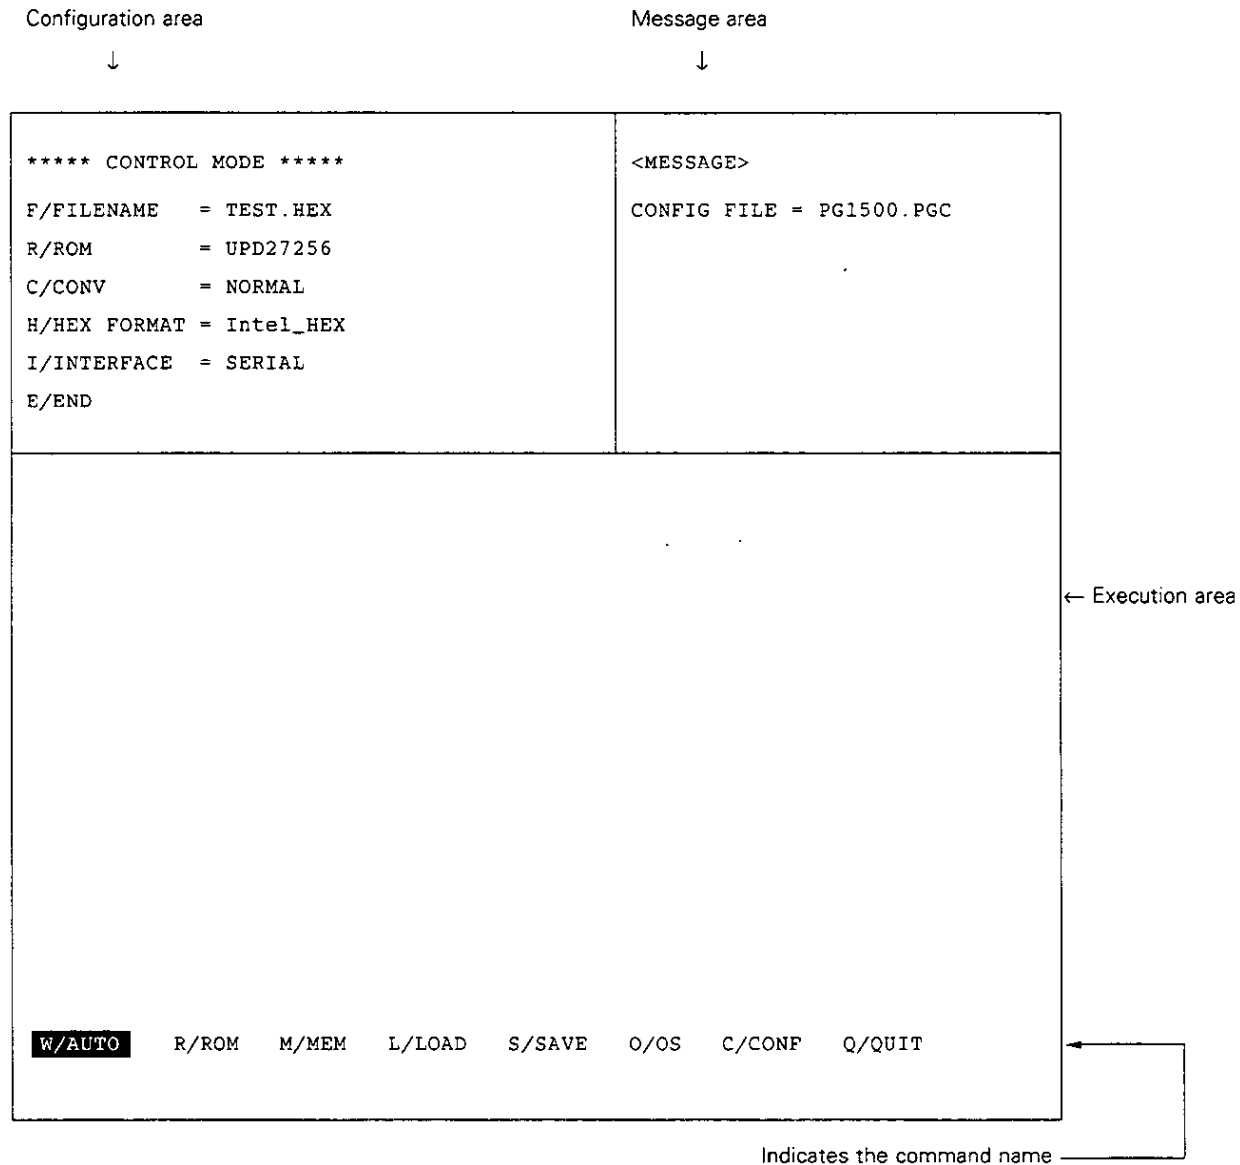 Configuration area
Message area
↓
↓
***** CONTROL MODE *****
F/FILENAME = TEST.HEX
R/ROM = UPD27256
C/CONV = NORMAL
H/HEX FORMAT = Intel_HEX
I/INTERFACE = SERIAL
E/END
<MESSAGE>
CONFIG FILE = PG1500.PGC
← Execution area
W/AUTO R/ROM M/MEM L/LOAD S/SAVE O/OS C/CONF Q/QUIT
Indicates the command name